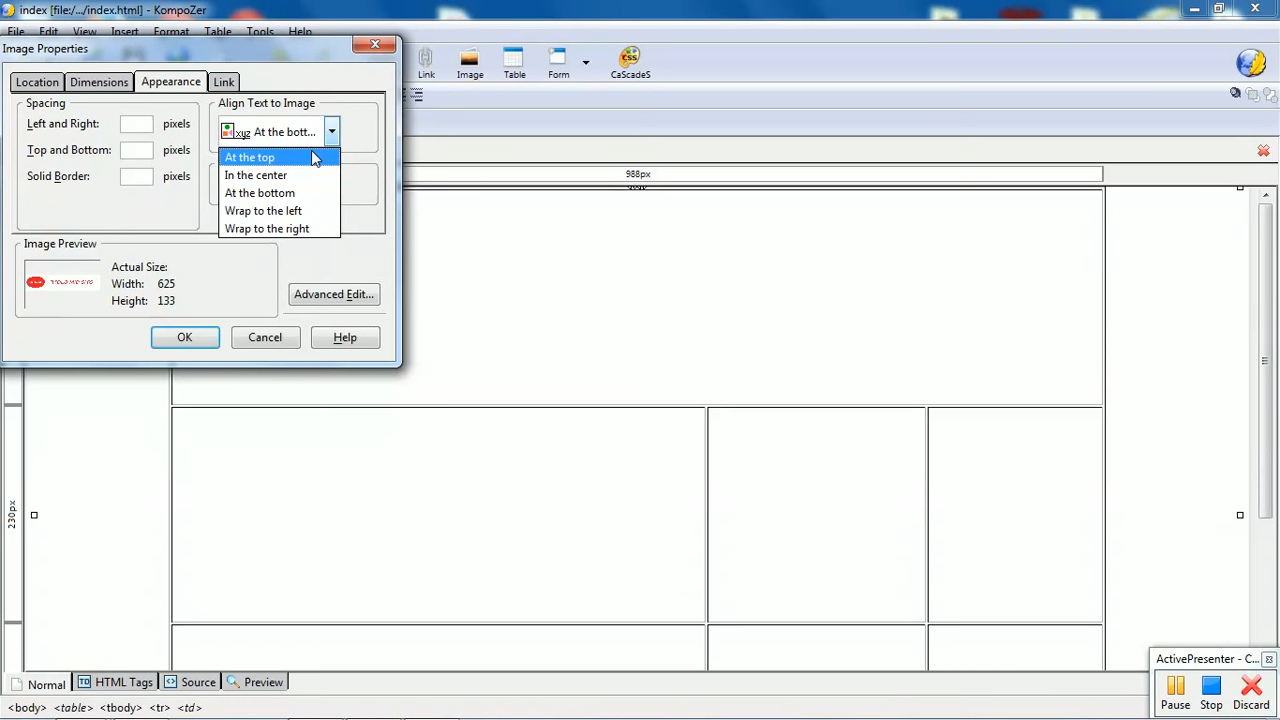 index [file:/.../index.html] - KompoZer
File Edit View Insert Format Table Tools Help
Image Properties
Location Dimensions Appearance Link
Link Image Table Form CaScadeS
Spacing
Left and Right: pixels
Top and Bottom: pixels
Solid Border: pixels
Align Text to Image
xyz At the bott...
At the top
In the center
At the bottom
Wrap to the left
Wrap to the right
988px
Image Preview
Actual Size:
Width: 625
Height: 133
Advanced Edit...
OK Cancel Help
230px
Normal HTML Tags Source Preview
<body> <table> <tbody> <tr> <td>
ActivePresenter - C...
Pause Stop Discard